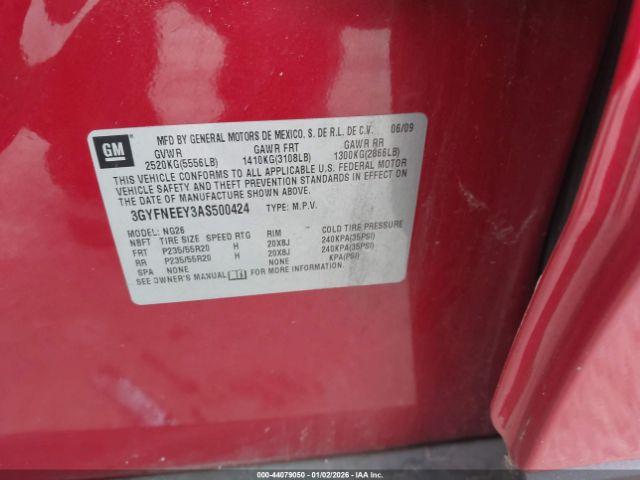 GM
MFD BY GENERAL MOTORS DE MEXICO, S. DE R.L. DE C.V. 06/09
GVWR GAWR FRT GAWR RR
2520KG(5556LB) 1410KG(3108LB) 1300KG(2866LB)
THIS VEHICLE CONFORMS TO ALL APPLICABLE U.S. FEDERAL MOTOR
VEHICLE SAFETY AND THEFT PREVENTION STANDARDS IN EFFECT ON
THE DATE OF MANUFACTURE SHOWN ABOVE.
3GYFNEEY3AS500424 TYPE: M.P.V.
MODEL: NG26
NBFT TIRE SIZE SPEED RTG RIM COLD TIRE PRESSURE
FRT P235/55R20 H 20X8J 240KPA(35PSI)
RR P235/55R20 H 20X8J 240KPA(35PSI)
SPA NONE NONE KPA(PSI)
SEE OWNER'S MANUAL FOR MORE INFORMATION.
000-44079050 - 01/02/2026 - IAAI.COM